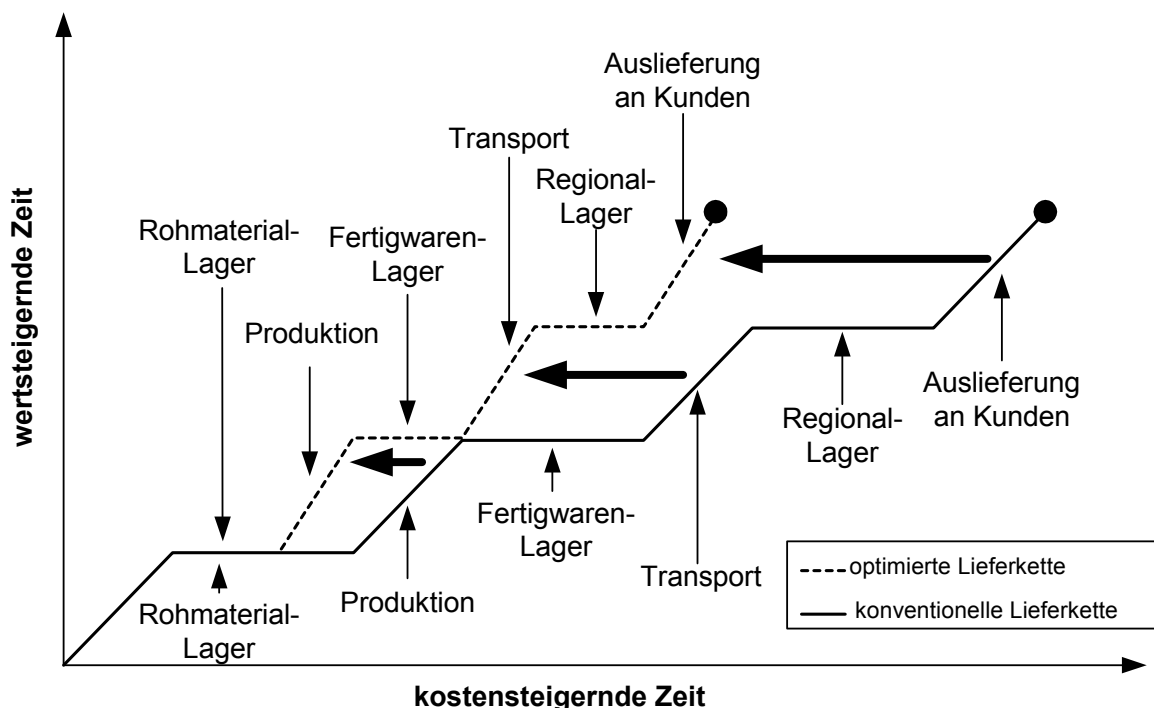 Auslieferung
an Kunden
Transport
Regional-
Lager
Rohmaterial-
Lager
Fertigwaren-
Lager
Produktion
wertsteigernde Zeit
Auslieferung
an Kunden
Regional-
Lager
Fertigwaren-
Lager
Transport
Produktion
Rohmaterial-
Lager
optimierte Lieferkette
konventionelle Lieferkette
kostensteigernde Zeit